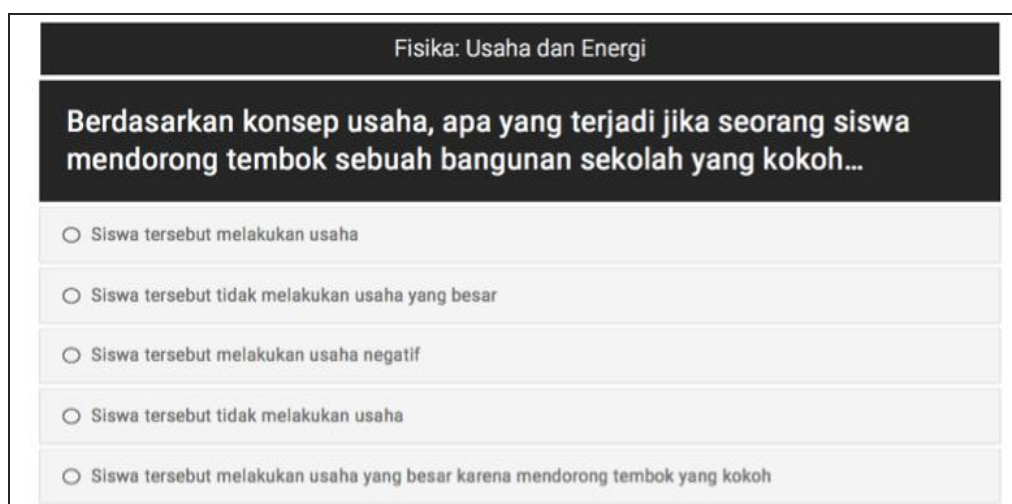 Fisika: Usaha dan Energi
Berdasarkan konsep usaha, apa yang terjadi jika seorang siswa
mendorong tembok sebuah bangunan sekolah yang kokoh...
Siswa tersebut melakukan usaha
Siswa tersebut tidak melakukan usaha yang besar
Siswa tersebut melakukan usaha negatif
Siswa tersebut tidak melakukan usaha
Siswa tersebut melakukan usaha yang besar karena mendorong tembok yang kokoh